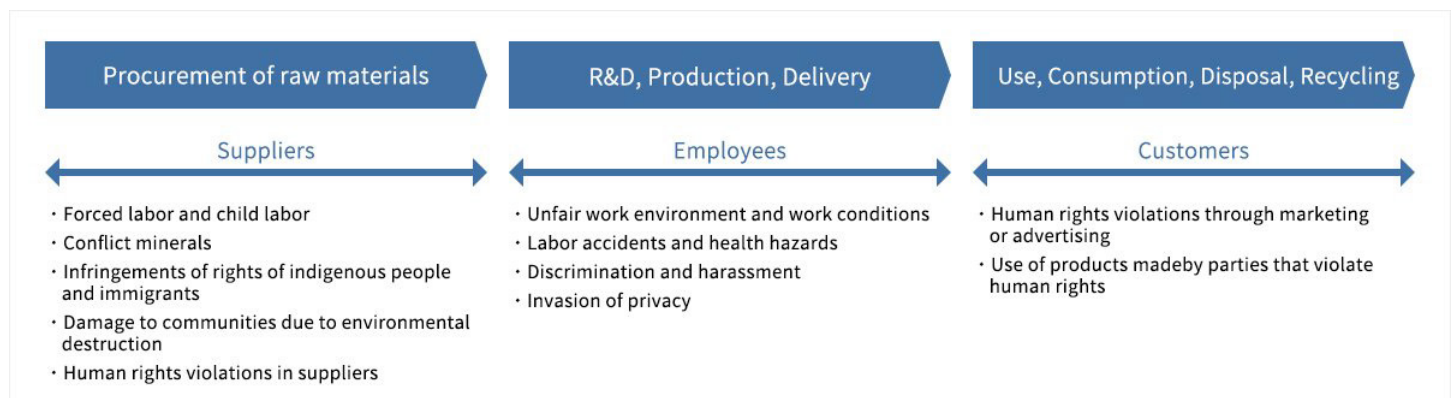 Procurement of raw materials
R&D, Production, Delivery
Use, Consumption, Disposal, Recycling
Suppliers
・Forced labor and child labor
・Conflict minerals
・Infringements of rights of indigenous people
and immigrants
・Damage to communities due to environmental
destruction
・Human rights violations in suppliers
Employees
・Unfair work environment and work conditions
・Labor accidents and health hazards
・Discrimination and harassment
・Invasion of privacy
Customers
・Human rights violations through marketing
or advertising
・Use of products madeby parties that violate
human rights